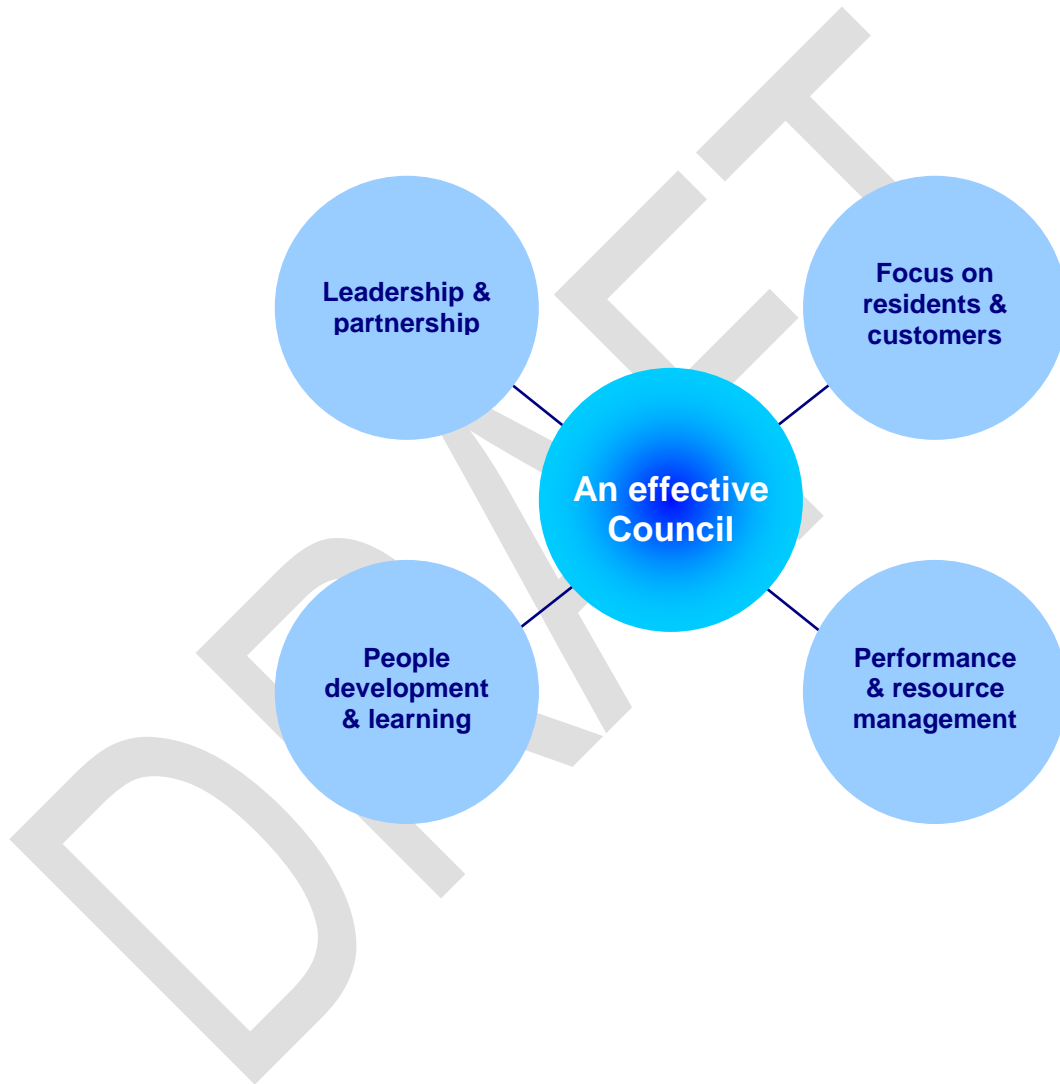 Leadership &
partnership
Focus on
residents &
customers
An effective
Council
People
development
& learning
Performance
& resource
management
DRAFT